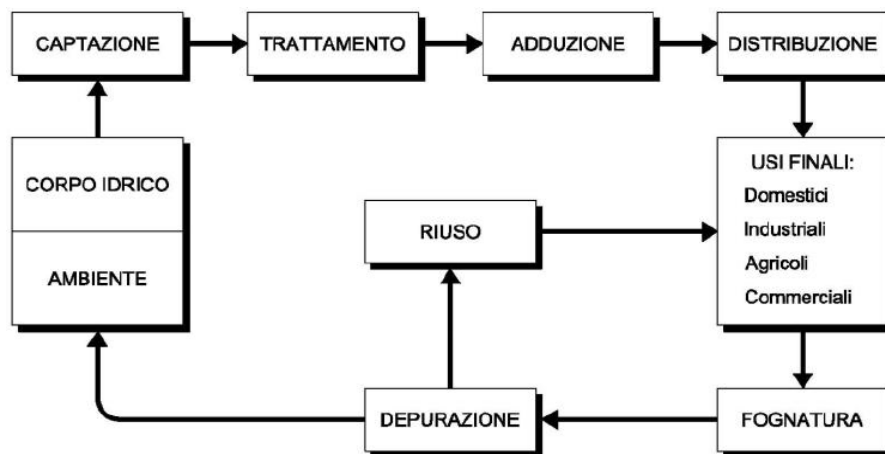 CAPTAZIONE
TRATTAMENTO
ADDUZIONE
DISTRIBUZIONE
CORPO IDRICO
AMBIENTE
RIUSO
USI FINALI:
Domestici
Industriali
Agricoli
Commerciali
DEPURAZIONE
FOGNATURA